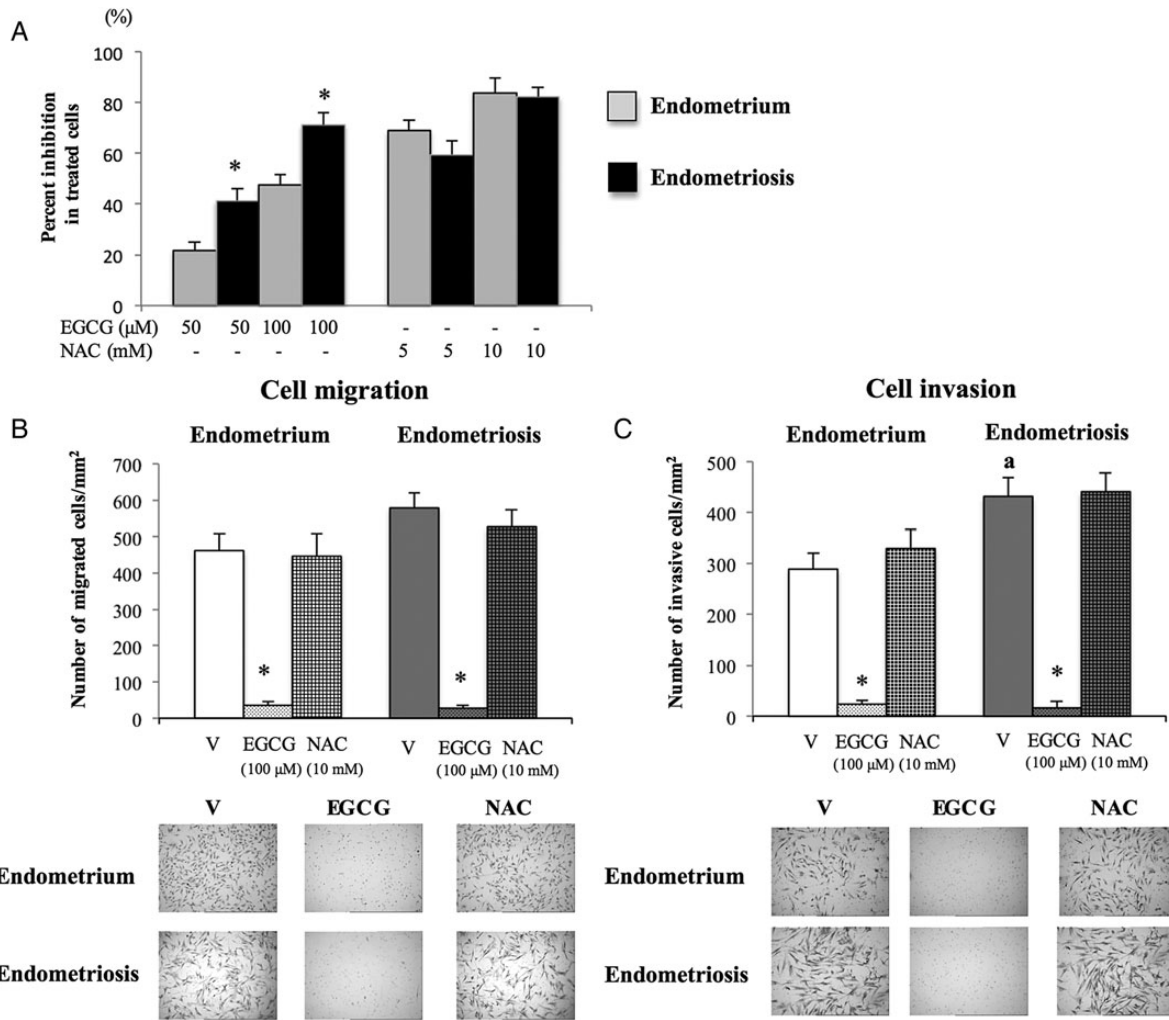 (%)
A
100
80
60
40
20
0
Percent inhibition
in treated cells
*
*
Endometrium
Endometriosis
EGCG (μM) 50 50 100 100 - - - -
NAC (mM) - - - - 5 5 10 10
Cell migration
B
Endometrium Endometriosis
Number of migrated cells/mm²
700
600
500
400
300
200
100
0
*
*
V EGCG NAC V EGCG NAC
(100 μM) (10 mM) (100 μM) (10 mM)
V EGCG NAC
Endometrium
Endometriosis
Cell invasion
C
Endometrium Endometriosis
Number of invasive cells/mm²
500
400
300
200
100
0
a
*
*
V EGCG NAC V EGCG NAC
(100 μM) (10 mM) (100 μM) (10 mM)
V EGCG NAC
Endometrium
Endometriosis